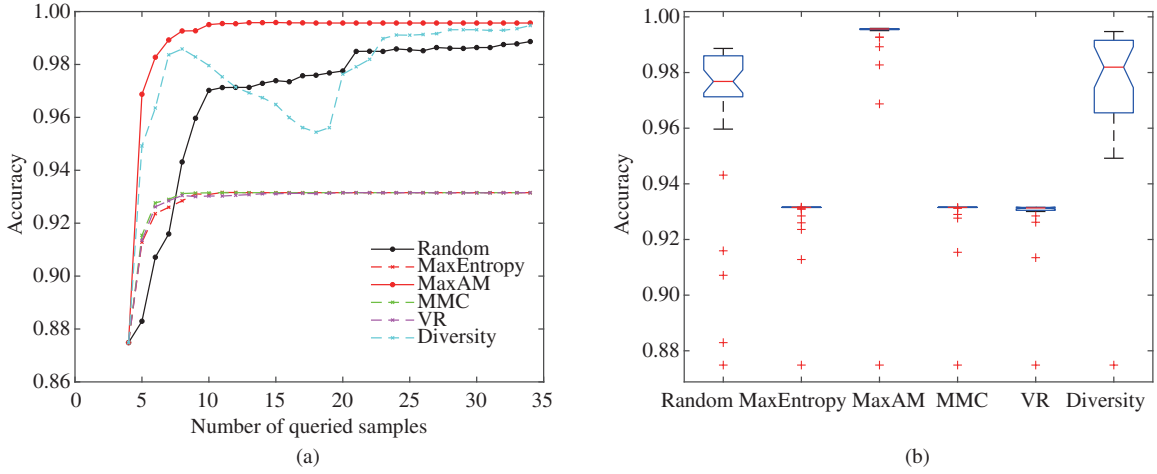 1.00
0.98
0.96
0.94
0.92
0.90
0.88
0.86
Accuracy
Random
MaxEntropy
MaxAM
MMC
VR
Diversity
0 5 10 15 20 25 30 35
Number of queried samples
(a)
1.00
0.98
0.96
0.94
0.92
0.90
0.88
Accuracy
Random MaxEntropy MaxAM MMC VR Diversity
(b)